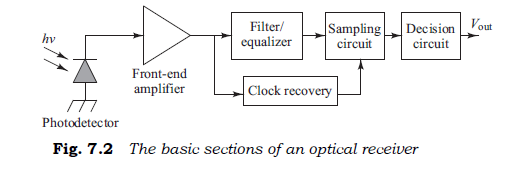 hν
Photodetector
Front-end
amplifier
Filter/
equalizer
Clock recovery
Sampling
circuit
Decision
circuit
Vout
Fig. 7.2 The basic sections of an optical receiver